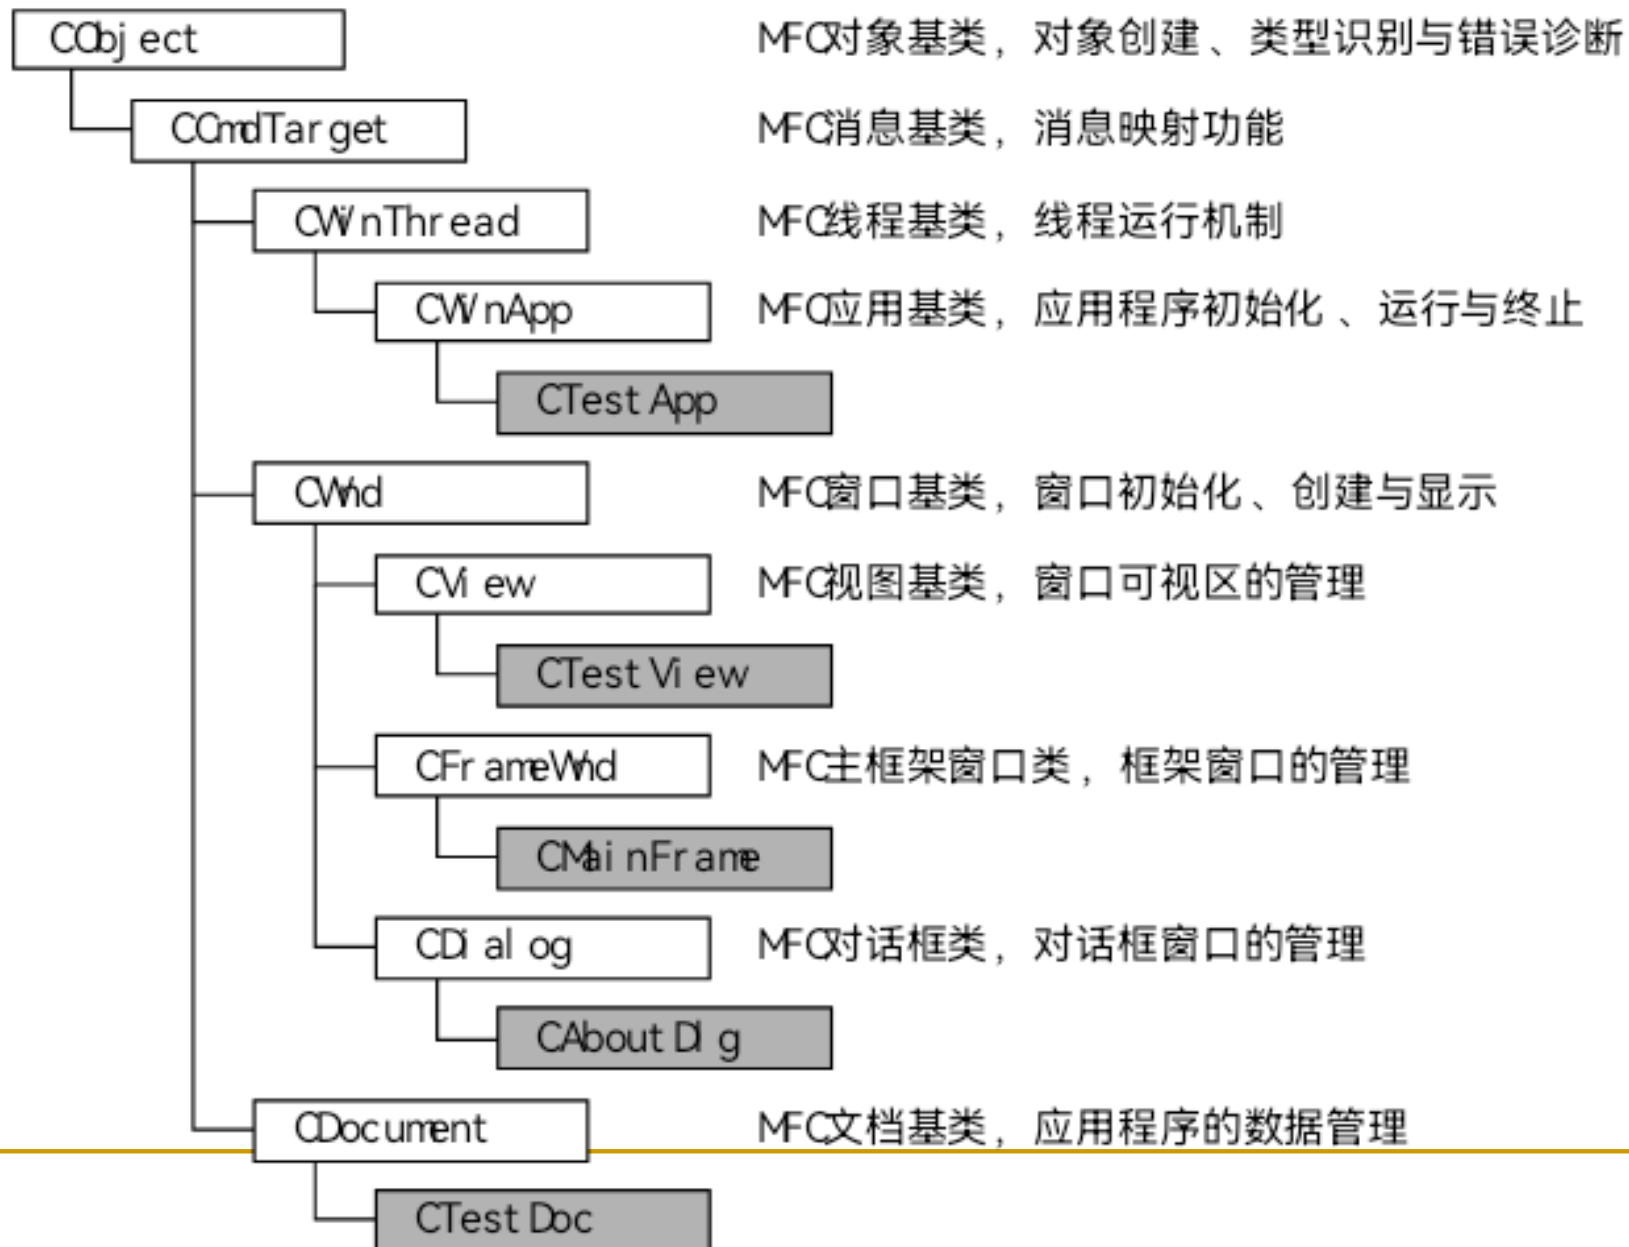 CObject MFC对象基类，对象创建、类型识别与错误诊断
CCmdTarget MFC消息基类，消息映射功能
CWinThread MFC线程基类，线程运行机制
CWinApp MFC应用基类，应用程序初始化、运行与终止
CTestApp
CWnd MFC窗口基类，窗口初始化、创建与显示
CView MFC视图基类，窗口可视区的管理
CTestView
CFrameWnd MFC主框架窗口类，框架窗口的管理
CMainFrame
CDialog MFC对话框类，对话框窗口的管理
CAboutDlg
CDocument MFC文档基类，应用程序的数据管理
CTestDoc